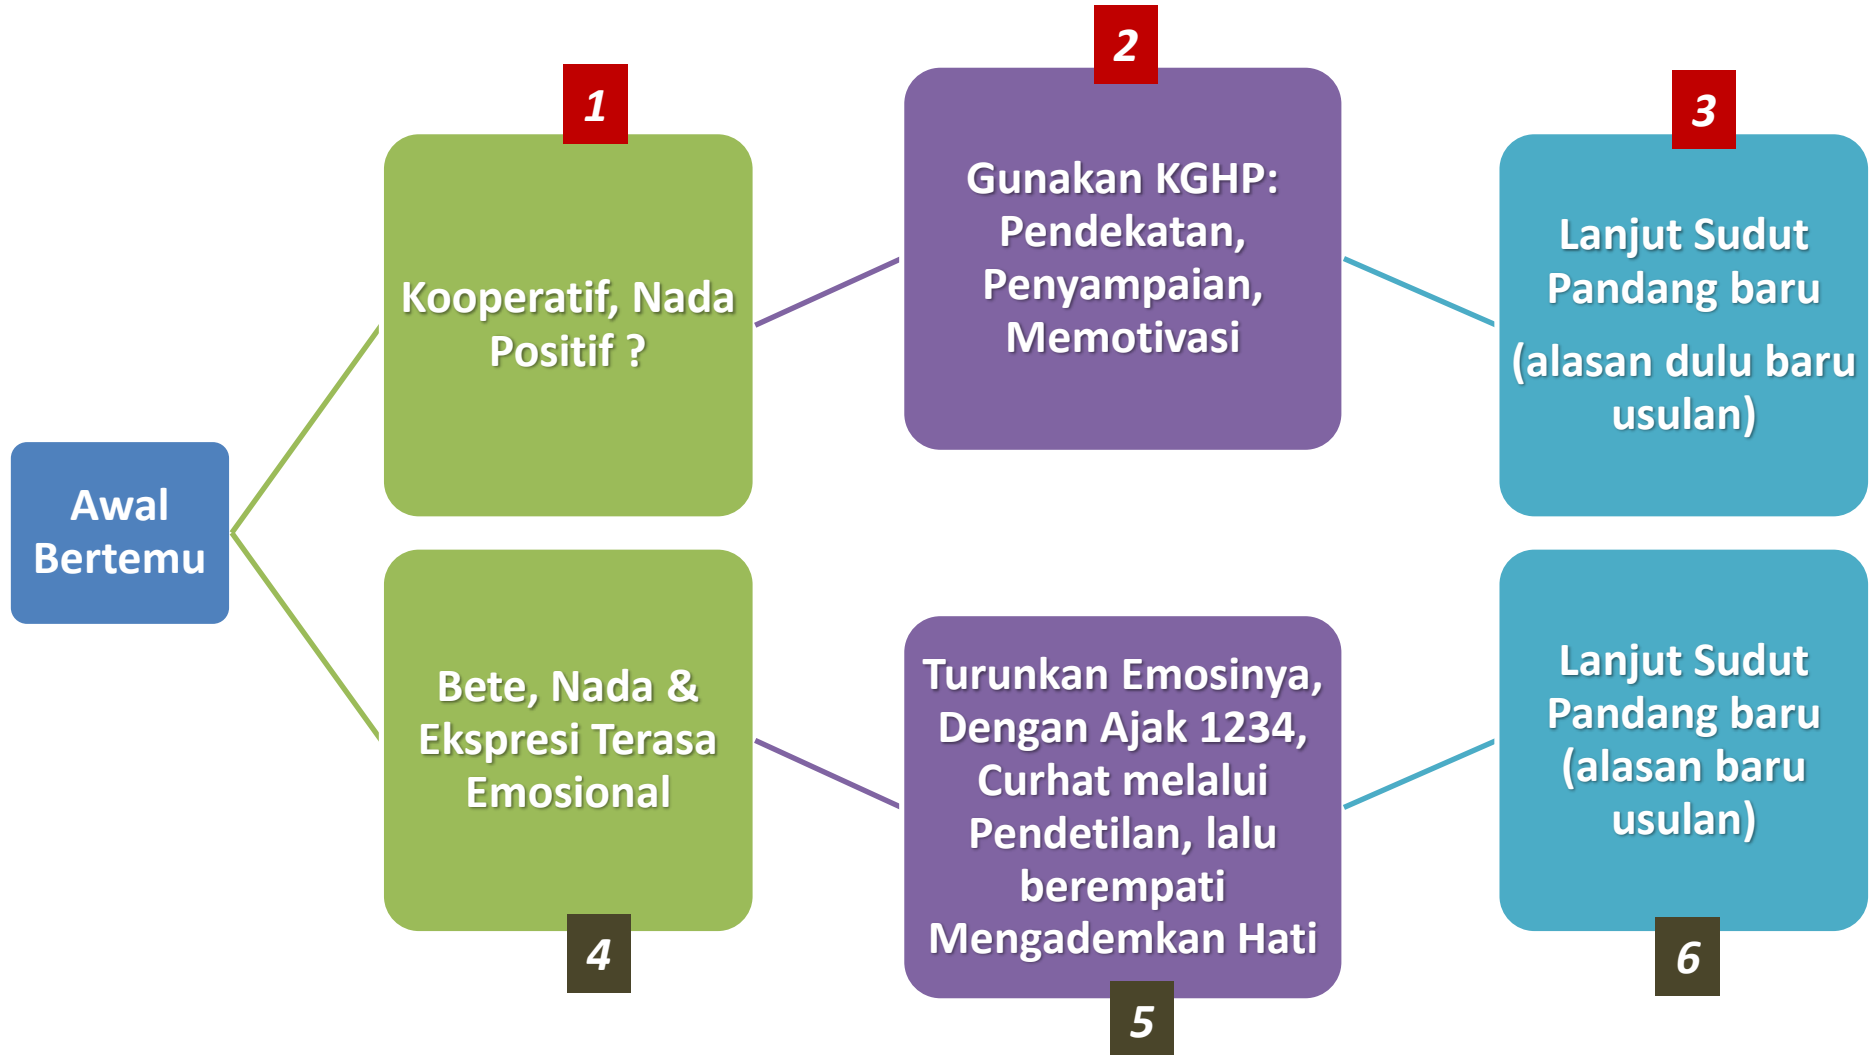 Awal
Bertemu
1
Kooperatif, Nada
Positif ?
2
Gunakan KGHP:
Pendekatan,
Penyampaian,
Memotivasi
3
Lanjut Sudut
Pandang baru
(alasan dulu baru
usulan)
4
Bete, Nada &
Ekspresi Terasa
Emosional
5
Turunkan Emosinya,
Dengan Ajak 1234,
Curhat melalui
Pendetilan, lalu
berempati
Mengademkan Hati
6
Lanjut Sudut
Pandang baru
(alasan baru
usulan)